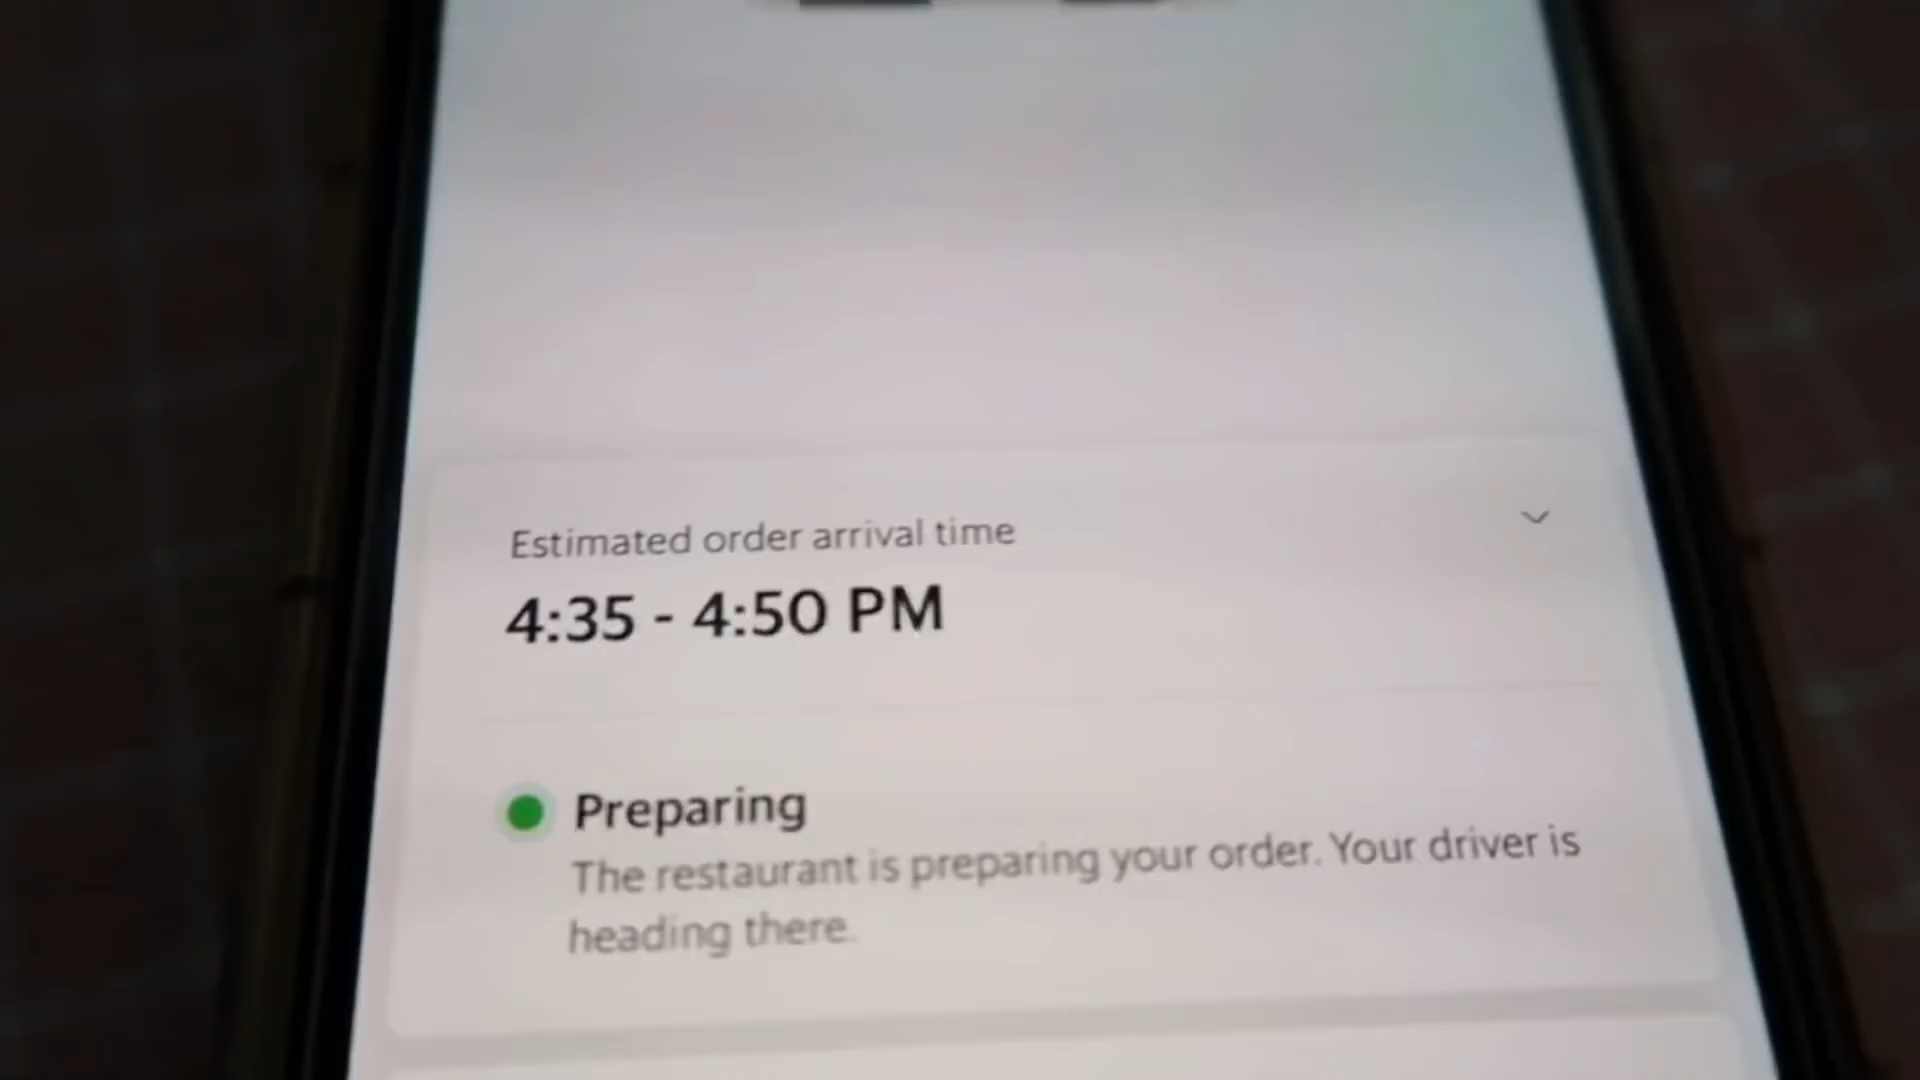 Estimated order arrival time
4:35 - 4:50 PM
Preparing
The restaurant is preparing your order. Your driver is
heading there.